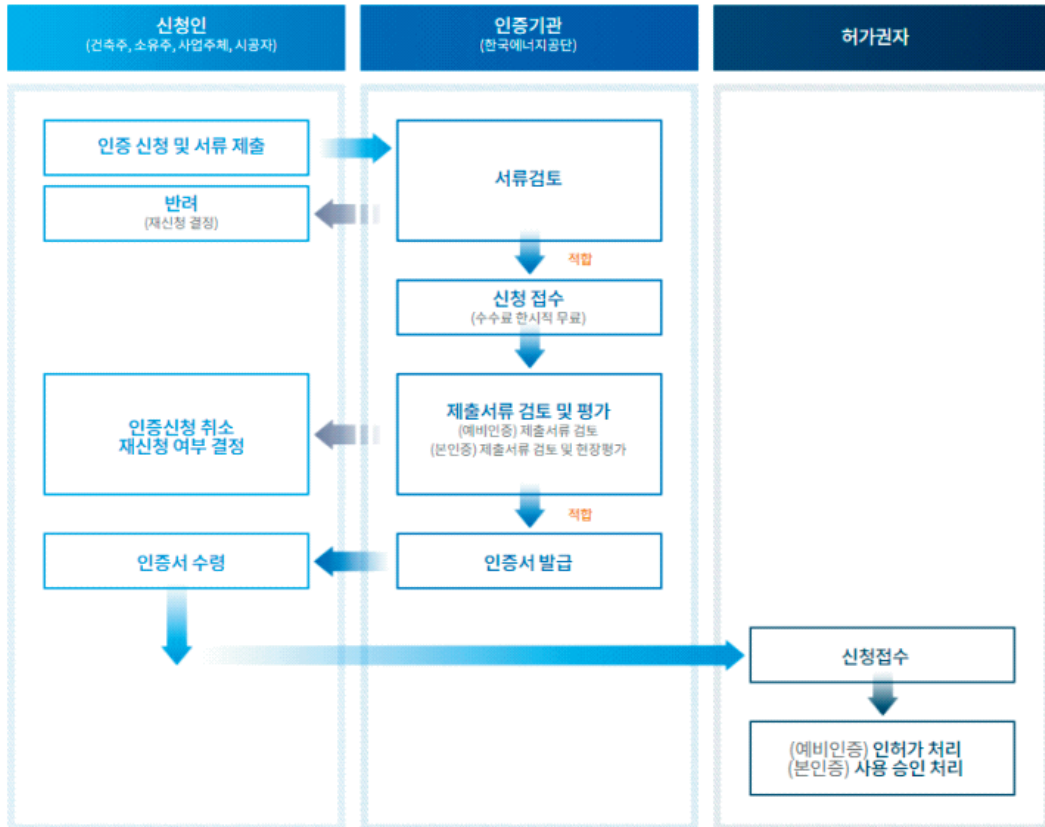 신청인
(건축주, 소유주, 사업주체, 시공자)
인증기관
(한국에너지공단)
허가권자
인증 신청 및 서류 제출
서류검토
반려
(재신청 결정)
적합
신청 접수
(수수료 한시적 무료)
인증신청 취소
재신청 여부 결정
제출서류 검토 및 평가
(예비인증) 제출서류 검토
(본인증) 제출서류 검토 및 현장평가
적합
인증서 수령
인증서 발급
신청접수
(예비인증) 인허가 처리
(본인증) 사용 승인 처리